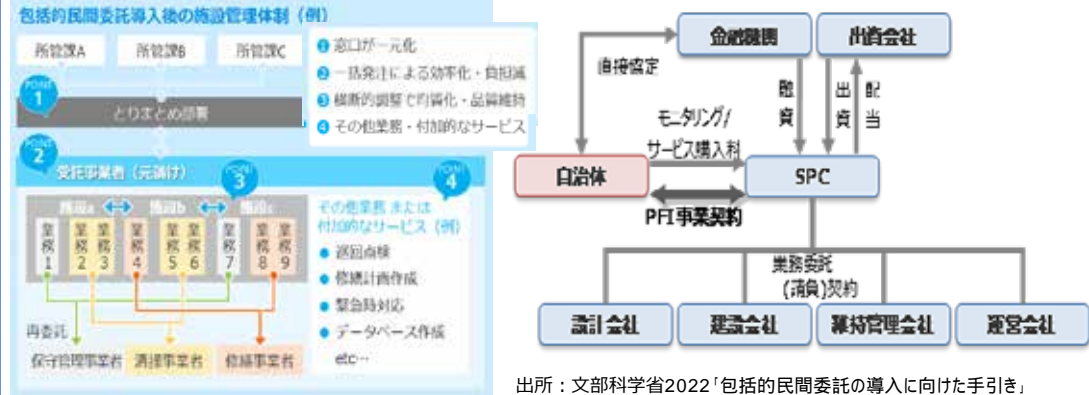 包括的民間委託導入後の施設管理体制（例）
所管課A
所管課B
所管課C
① 窓口が一元化
② 一括発注による効率化・負担減
③ 横断的調整で均質化・品質維持
④ その他業務・付加的なサービス
POINT
1
とりまとめ部署
POINT
2
受託事業者（元請け）
POINT
3
POINT
4
施設a
施設b
施設c
業務1
業務2
業務3
業務4
業務5
業務6
業務7
業務8
業務9
その他業務 または
付加的なサービス（例）
● 巡回点検
● 修繕計画作成
● 緊急時対応
● データベース作成
etc…
再委託
保守管理事業者
清掃事業者
修繕事業者
金融機関
出資会社
直接協定
融資
出資
配当
モニタリング/
サービス購入料
自治体
SPC
PFI事業契約
業務委託
(請負)契約
設計会社
建設会社
維持管理会社
運営会社
出所：文部科学省2022「包括的民間委託の導入に向けた手引き」